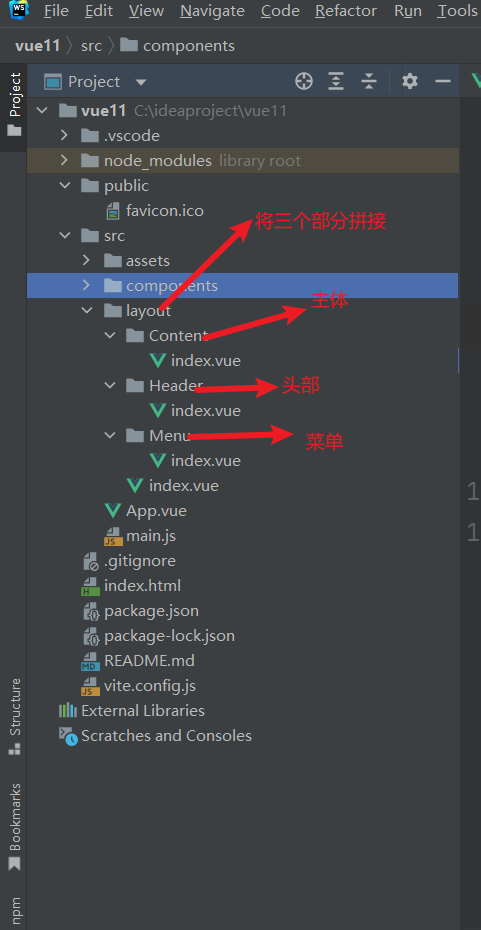 WS File Edit View Navigate Code Refactor Run Tools
vue11 src components
Project
Project
vue11 C:\ideaproject\vue11
.vscode
node_modules library root
public
favicon.ico
src
将三个部分拼接
assets
components
主体
layout
Content
index.vue
Header
头部
index.vue
Menu
菜单
index.vue
index.vue
1
App.vue
1
JS main.js
.gitignore
H index.html
package.json
package-lock.json
MD README.md
JS vite.config.js
Structure
External Libraries
Scratches and Consoles
Bookmarks
npm